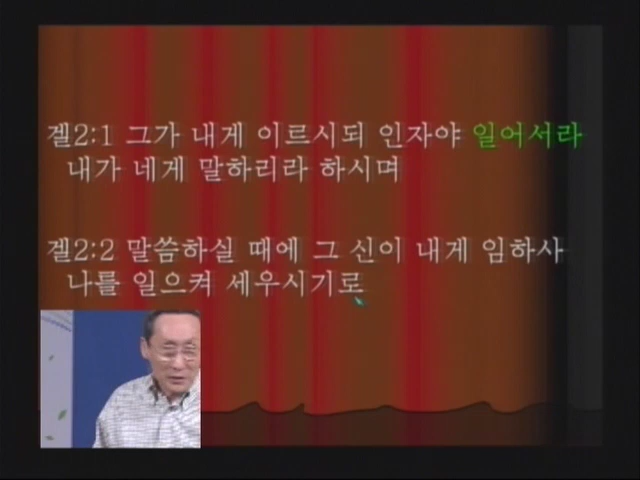 겔2:1 그가 내게 이르시되 인자야 일어서라
내가 네게 말하리라 하시며
겔2:2 말씀하실 때에 그 신이 내게 임하사
나를 일으켜 세우시기로